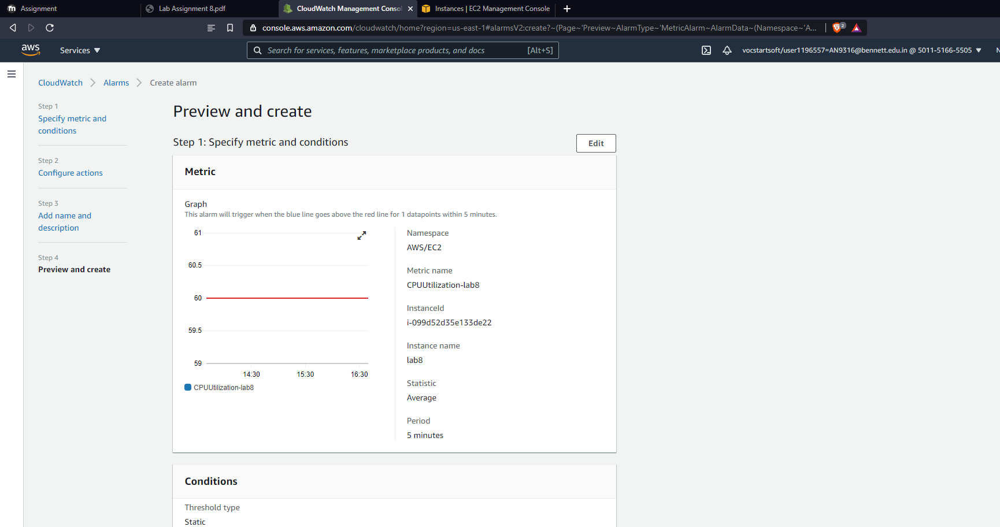 Assignment
Lab Assignment 8.pdf
CloudWatch Management Conso
Instances | EC2 Management Console
console.aws.amazon.com/cloudwatch/home?region=us-east-1#alarmsV2:create?~(Page~'Preview~AlarmType~'MetricAlarm~AlarmData~(Namespace~'A...
2
aws
Services
Search for services, features, marketplace products, and docs
[Alt+S]
vocstartsoft/user1196557=AN9316@bennett.edu.in @ 5011-5166-5505
N
CloudWatch
Alarms
Create alarm
Step 1
Specify metric and
conditions
Step 2
Configure actions
Step 3
Add name and
description
Step 4
Preview and create
Preview and create
Step 1: Specify metric and conditions
Edit
Metric
Graph
This alarm will trigger when the blue line goes above the red line for 1 datapoints within 5 minutes.
61
60.5
60
59.5
59
14:30
15:30
16:30
CPUUtilization-lab8
Namespace
AWS/EC2
Metric name
CPUUtilization-lab8
InstanceId
i-099d52d35e133de22
Instance name
lab8
Statistic
Average
Period
5 minutes
Conditions
Threshold type
Static